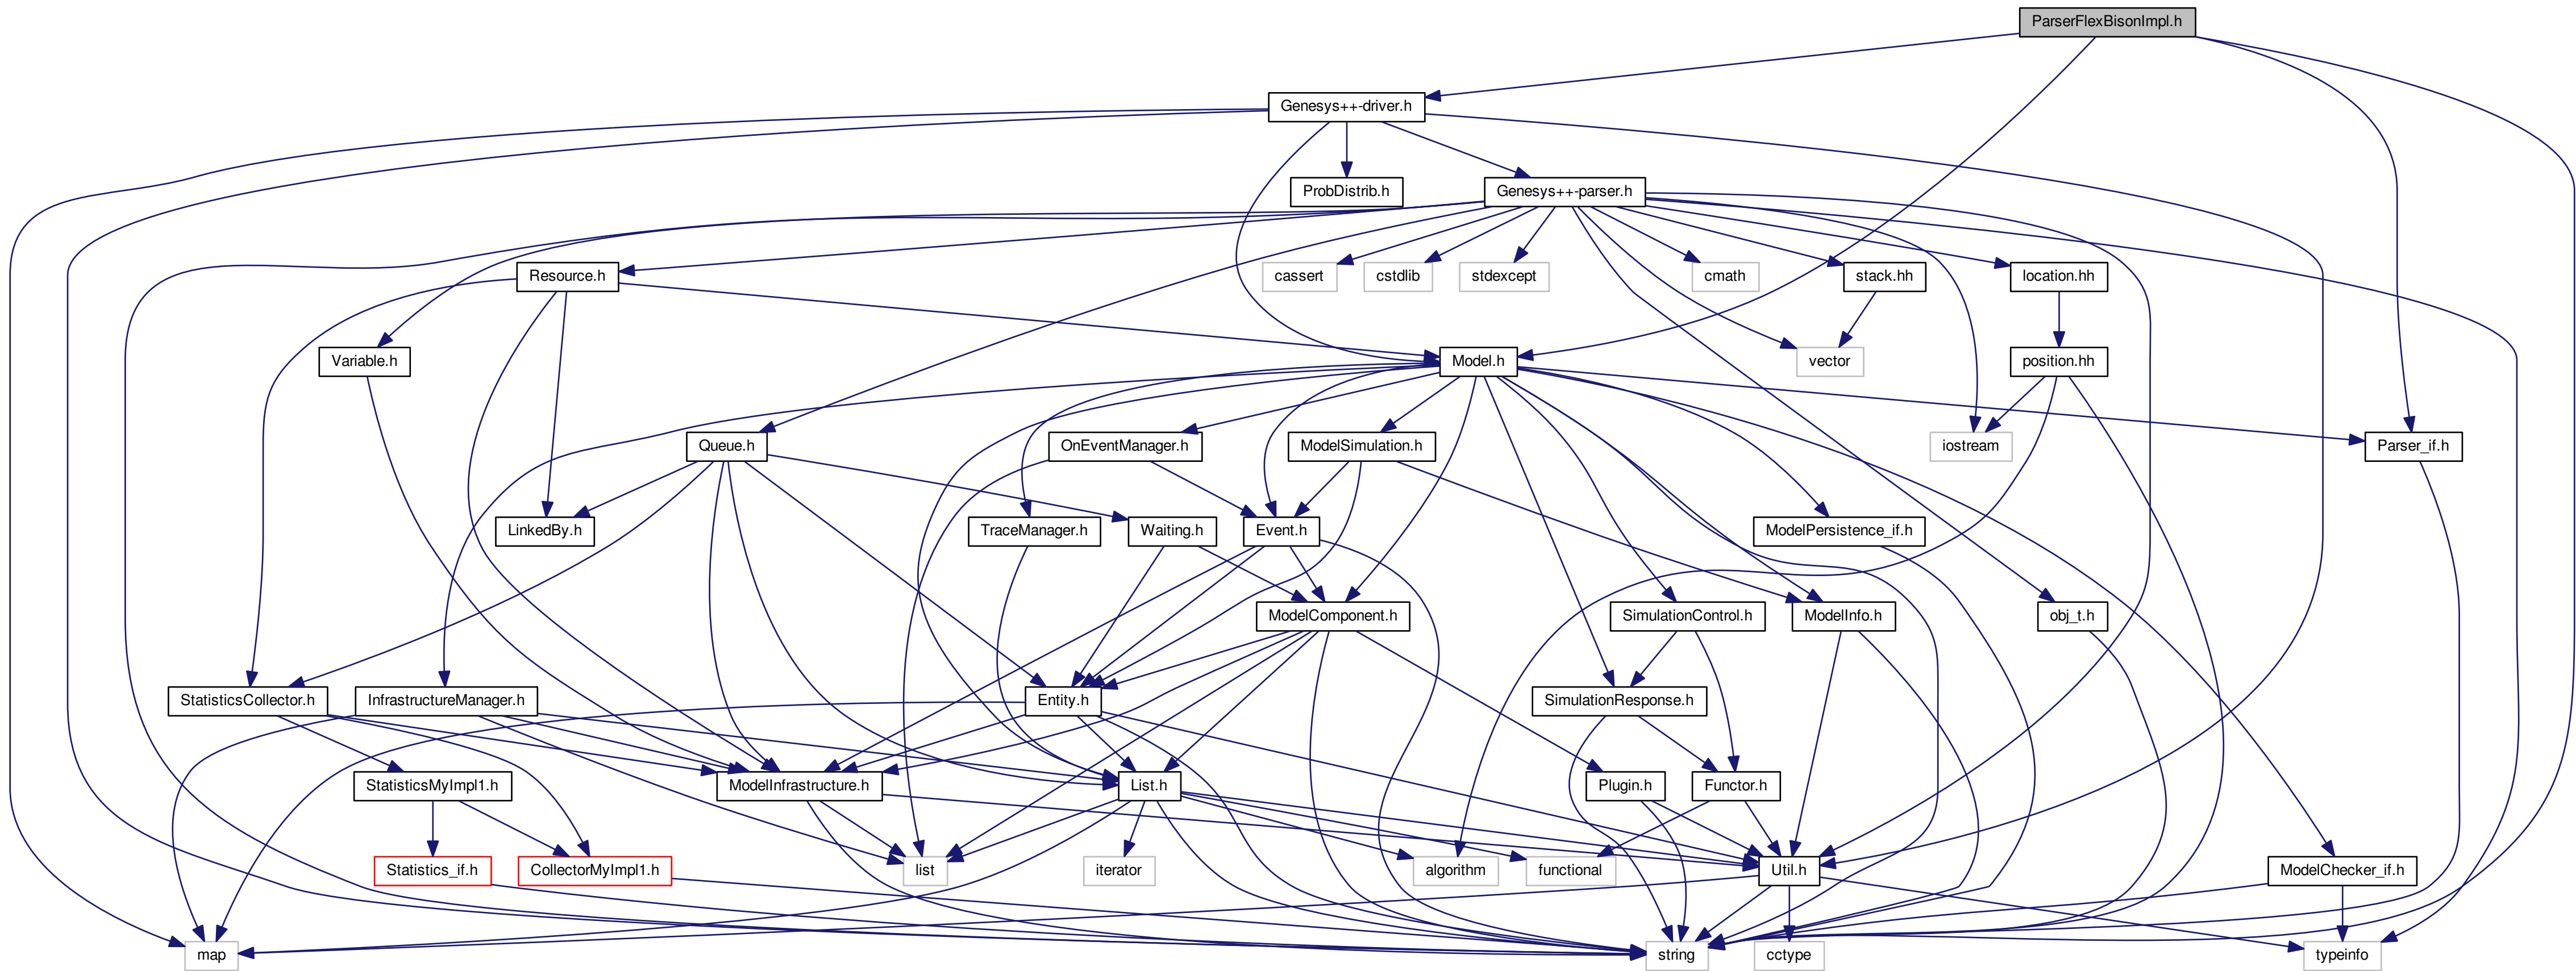 ParserFlexBisonImpl.h
Genesys++-driver.h
ProbDistrib.h
Genesys++-parser.h
Resource.h
cassert
cstdlib
stdexcept
cmath
stack.hh
location.hh
Variable.h
Model.h
vector
position.hh
Queue.h
OnEventManager.h
ModelSimulation.h
iostream
Parser_if.h
LinkedBy.h
TraceManager.h
Waiting.h
Event.h
ModelPersistence_if.h
ModelComponent.h
SimulationControl.h
ModelInfo.h
obj_t.h
StatisticsCollector.h
InfrastructureManager.h
Entity.h
SimulationResponse.h
StatisticsMyImpl1.h
ModelInfrastructure.h
List.h
Plugin.h
Functor.h
Statistics_if.h
CollectorMyImpl1.h
list
iterator
algorithm
functional
Util.h
ModelChecker_if.h
map
string
cctype
typeinfo